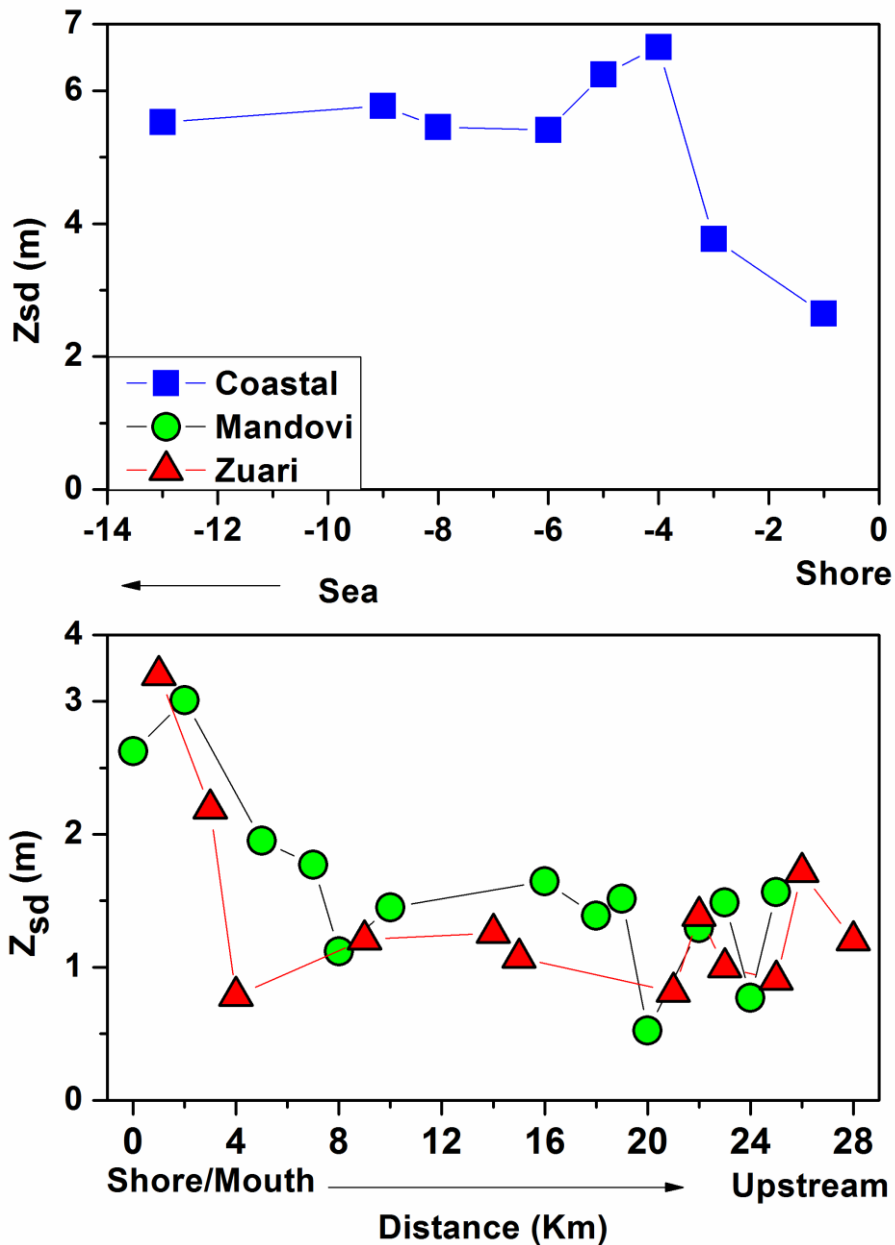 7
6
4
2
0
Zsd (m)
Coastal
Mandovi
Zuari
-14 -12 -10 -8 -6 -4 -2 0
Sea Shore
4
3
2
1
0
Zsd (m)
0 4 8 12 16 20 24 28
Shore/Mouth Upstream
Distance (Km)